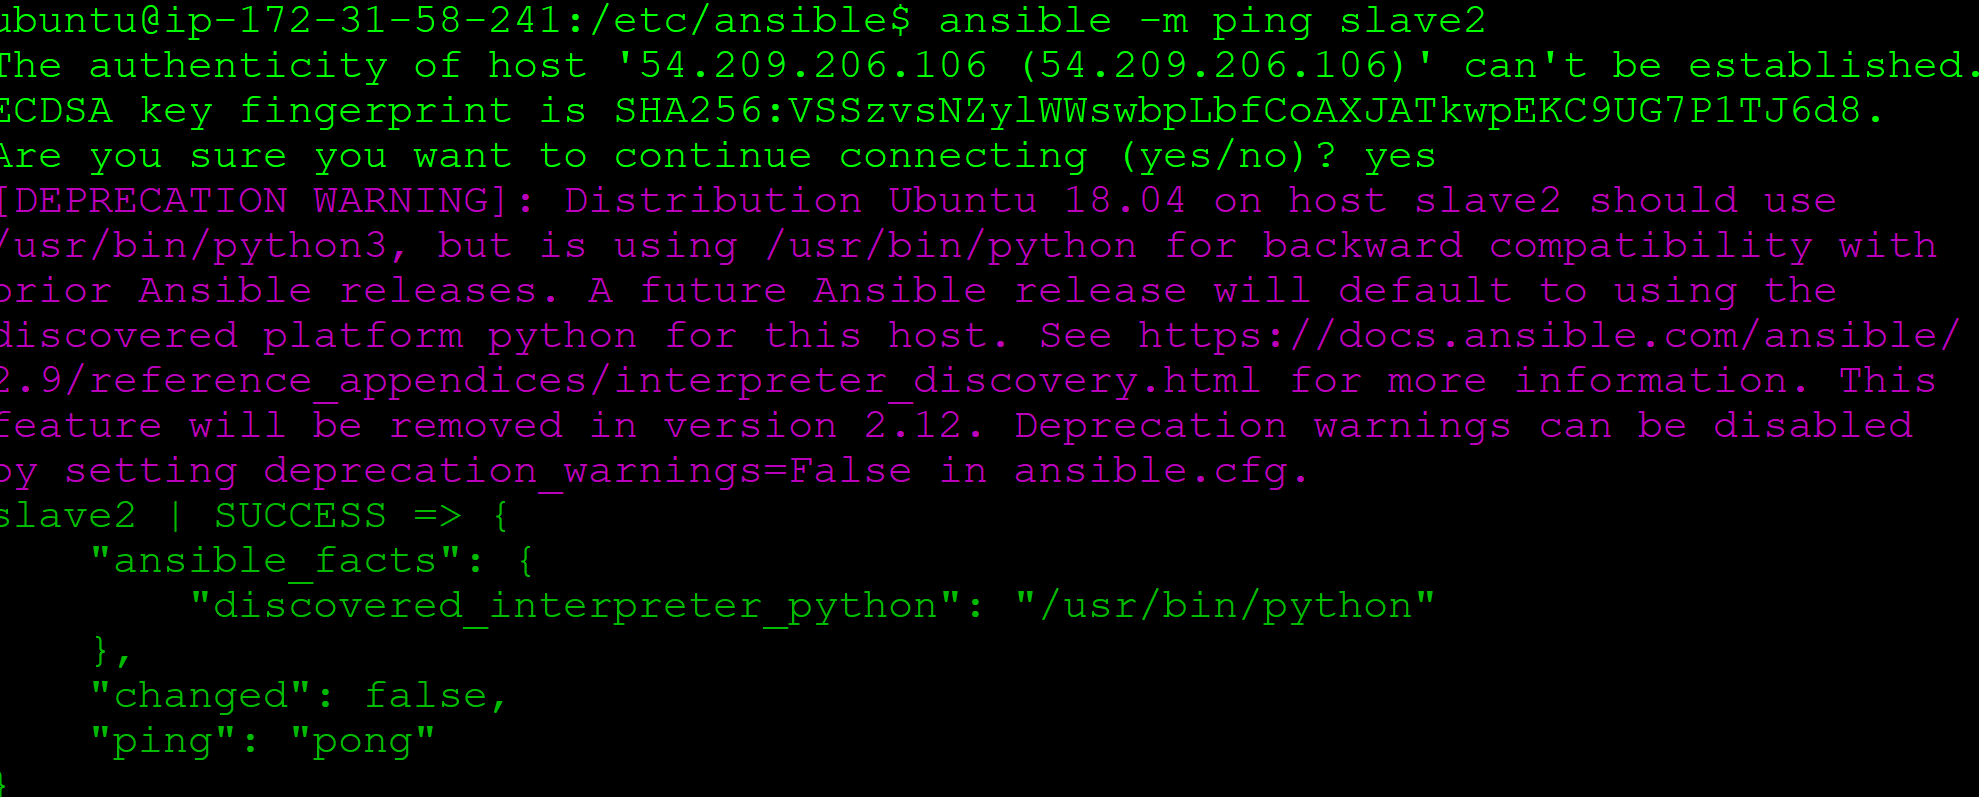 ubuntu@ip-172-31-58-241:/etc/ansible$ ansible -m ping slave2
The authenticity of host '54.209.206.106 (54.209.206.106)' can't be established.
ECDSA key fingerprint is SHA256:VSSzvsNZylWWswbpLbfCoAXJATkwpEKC9UG7P1TJ6d8.
Are you sure you want to continue connecting (yes/no)? yes
[DEPRECATION WARNING]: Distribution Ubuntu 18.04 on host slave2 should use
/usr/bin/python3, but is using /usr/bin/python for backward compatibility with
prior Ansible releases. A future Ansible release will default to using the
discovered platform python for this host. See https://docs.ansible.com/ansible/
2.9/reference_appendices/interpreter_discovery.html for more information. This
feature will be removed in version 2.12. Deprecation warnings can be disabled
by setting deprecation_warnings=False in ansible.cfg.
slave2 | SUCCESS => {
    "ansible_facts": {
        "discovered_interpreter_python": "/usr/bin/python"
    },
    "changed": false,
    "ping": "pong"
}